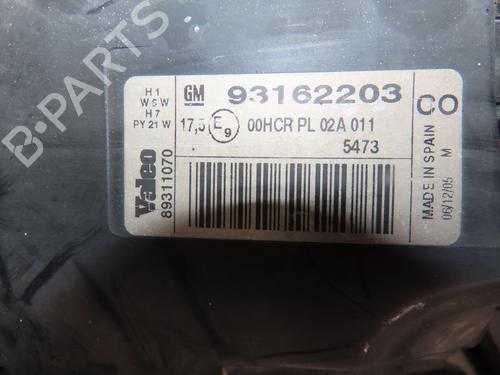 B-PARTS
H1
W5W
H7
PY21W
GM 93162203 CO
17,5 E9 00HCR PL 02A 011
5473
Valeo
89311070
MADE IN SPAIN
06/12/05 M